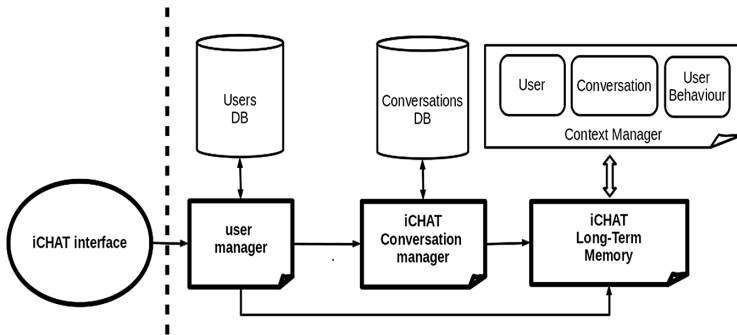 Users
DB
Conversations
DB
User
Conversation
User
Behaviour
Context Manager
iCHAT interface
user
manager
iCHAT
Conversation
manager
iCHAT
Long-Term
Memory